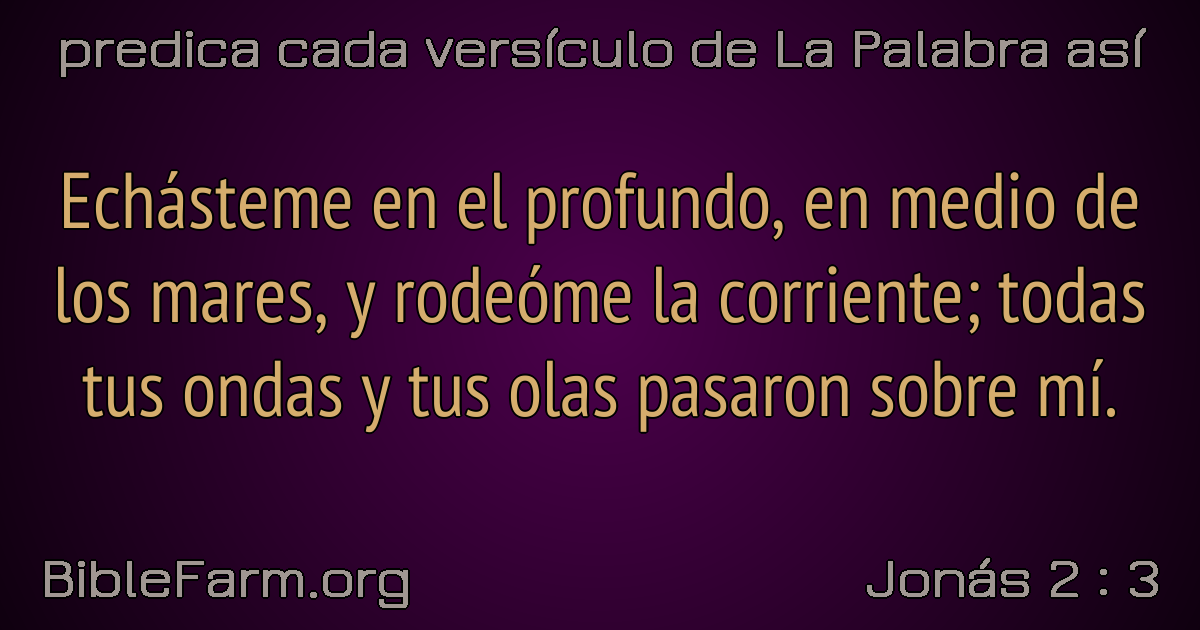 predica cada versículo de La Palabra así
Echásteme en el profundo, en medio de
los mares, y rodeóme la corriente; todas
tus ondas y tus olas pasaron sobre mí.
BibleFarm.org
Jonás 2 : 3